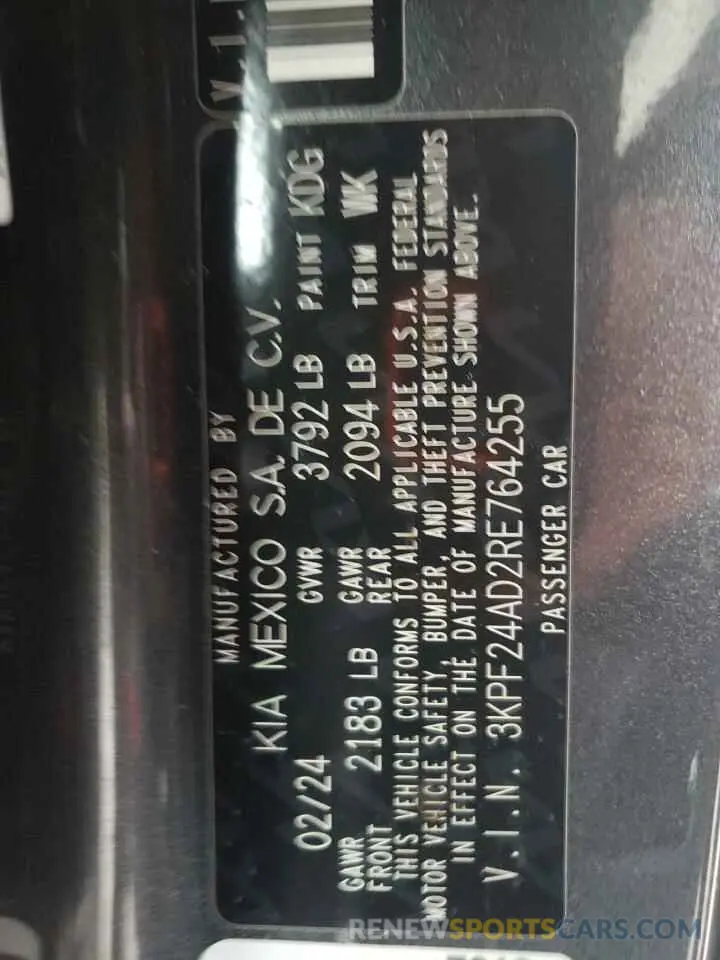 V.I
MANUFACTURED BY
KIA MEXICO S.A. DE C.V.
02/24 GVWR 3792 LB PAINT KDG
GAWR FRONT 2183 LB GAWR REAR 2094 LB TRIM WK
THIS VEHICLE CONFORMS TO ALL APPLICABLE U.S.A. FEDERAL
MOTOR VEHICLE SAFETY, BUMPER, AND THEFT PREVENTION STANDARDS
IN EFFECT ON THE DATE OF MANUFACTURE SHOWN ABOVE.
V.I.N. 3KPF24AD2RE764255
PASSENGER CAR
RENEWSPORTSCARS.COM